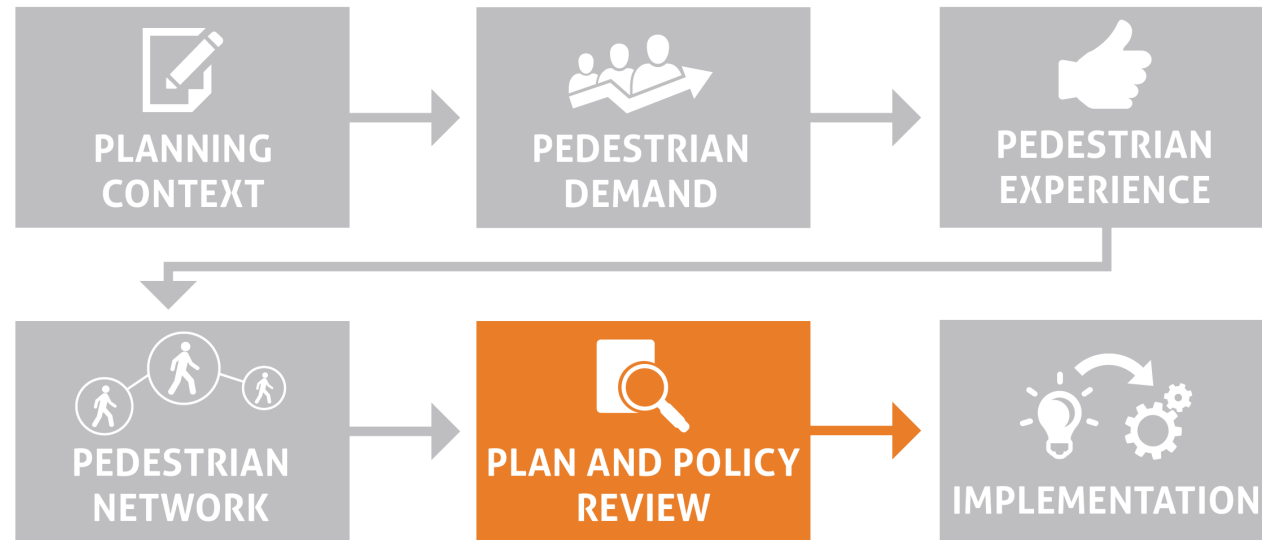 PLANNING
CONTEXT
PEDESTRIAN
DEMAND
PEDESTRIAN
EXPERIENCE
PEDESTRIAN
NETWORK
PLAN AND POLICY
REVIEW
IMPLEMENTATION